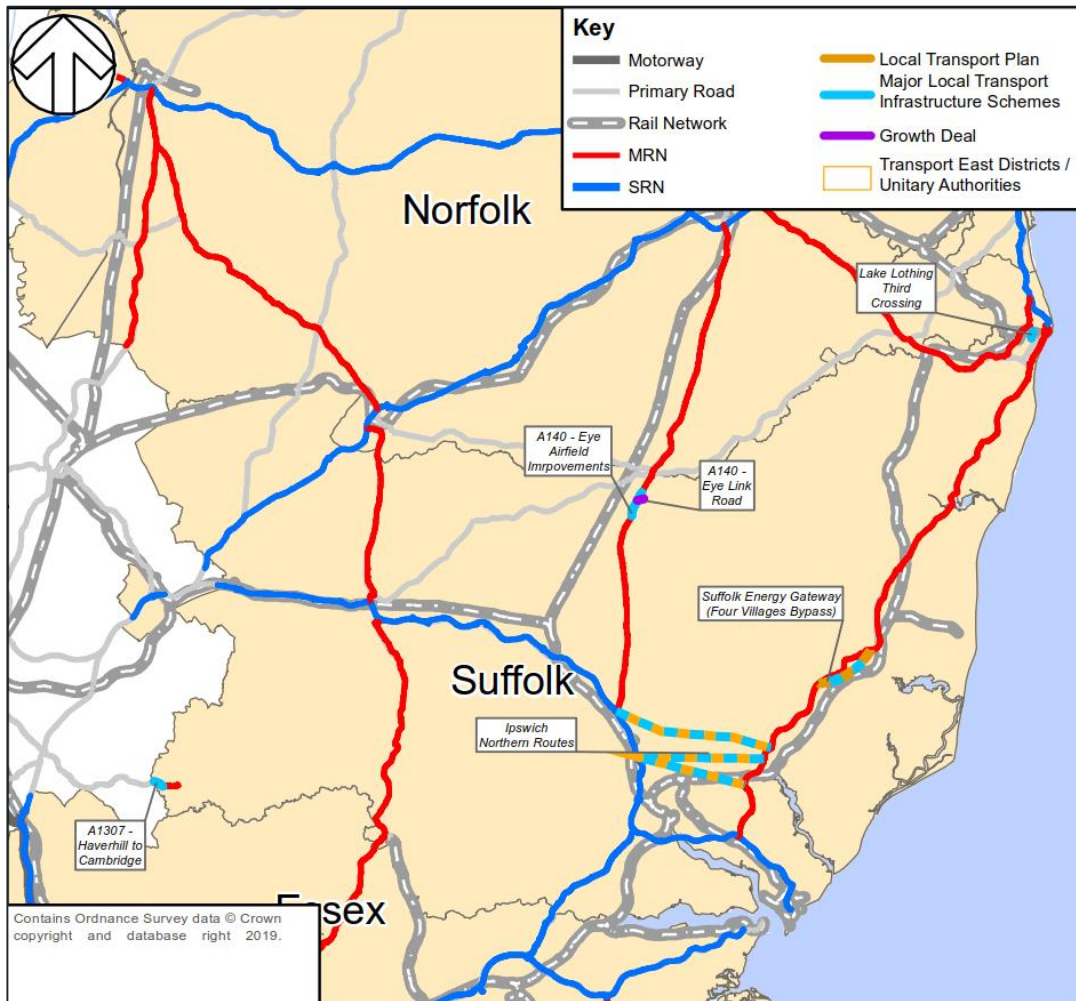 Key
Motorway
Primary Road
Rail Network
MRN
SRN
Local Transport Plan
Major Local Transport
Infrastructure Schemes
Growth Deal
Transport East Districts /
Unitary Authorities
Norfolk
Lake Lothing
Third
Crossing
A140 - Eye
Airfield
Imrpovements
A140 -
Eye Link
Road
Suffolk Energy Gateway
(Four Villages Bypass)
Suffolk
Ipswich
Northern Routes
A1307 -
Haverhill to
Cambridge
Essex
Contains Ordnance Survey data © Crown
copyright and database right 2019.